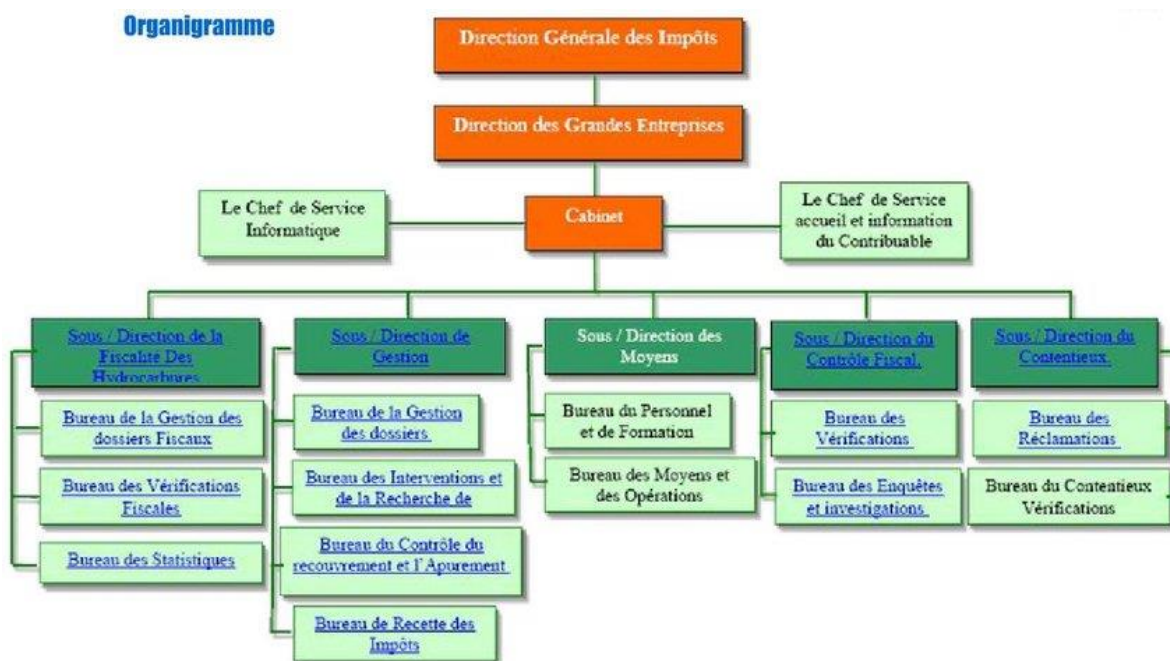 Organigramme
Direction Générale des Impôts
Direction des Grandes Entreprises
Le Chef de Service
Informatique
Cabinet
Le Chef de Service
accueil et information
du Contribuable
Sous / Direction de la
Fiscalité Des
Hydrocarbures
Sous / Direction de
Gestion
Sous / Direction des
Moyens
Sous / Direction du
Contrôle Fiscal.
Sous / Direction du
Contentieux.
Bureau de la Gestion des
dossiers Fiscaux
Bureau des Vérifications
Fiscales
Bureau des Statistiques
Bureau de la Gestion
des dossiers
Bureau des Interventions et
de la Recherche de
Bureau du Contrôle du
recouvrement et l'Apurement
Bureau de Recette des
Impôts
Bureau du Personnel
et de Formation
Bureau des Moyens et
des Opérations
Bureau des
Vérifications
Bureau des Enquêtes
et investigations
Bureau des
Réclamations
Bureau du Contentieux
Vérifications